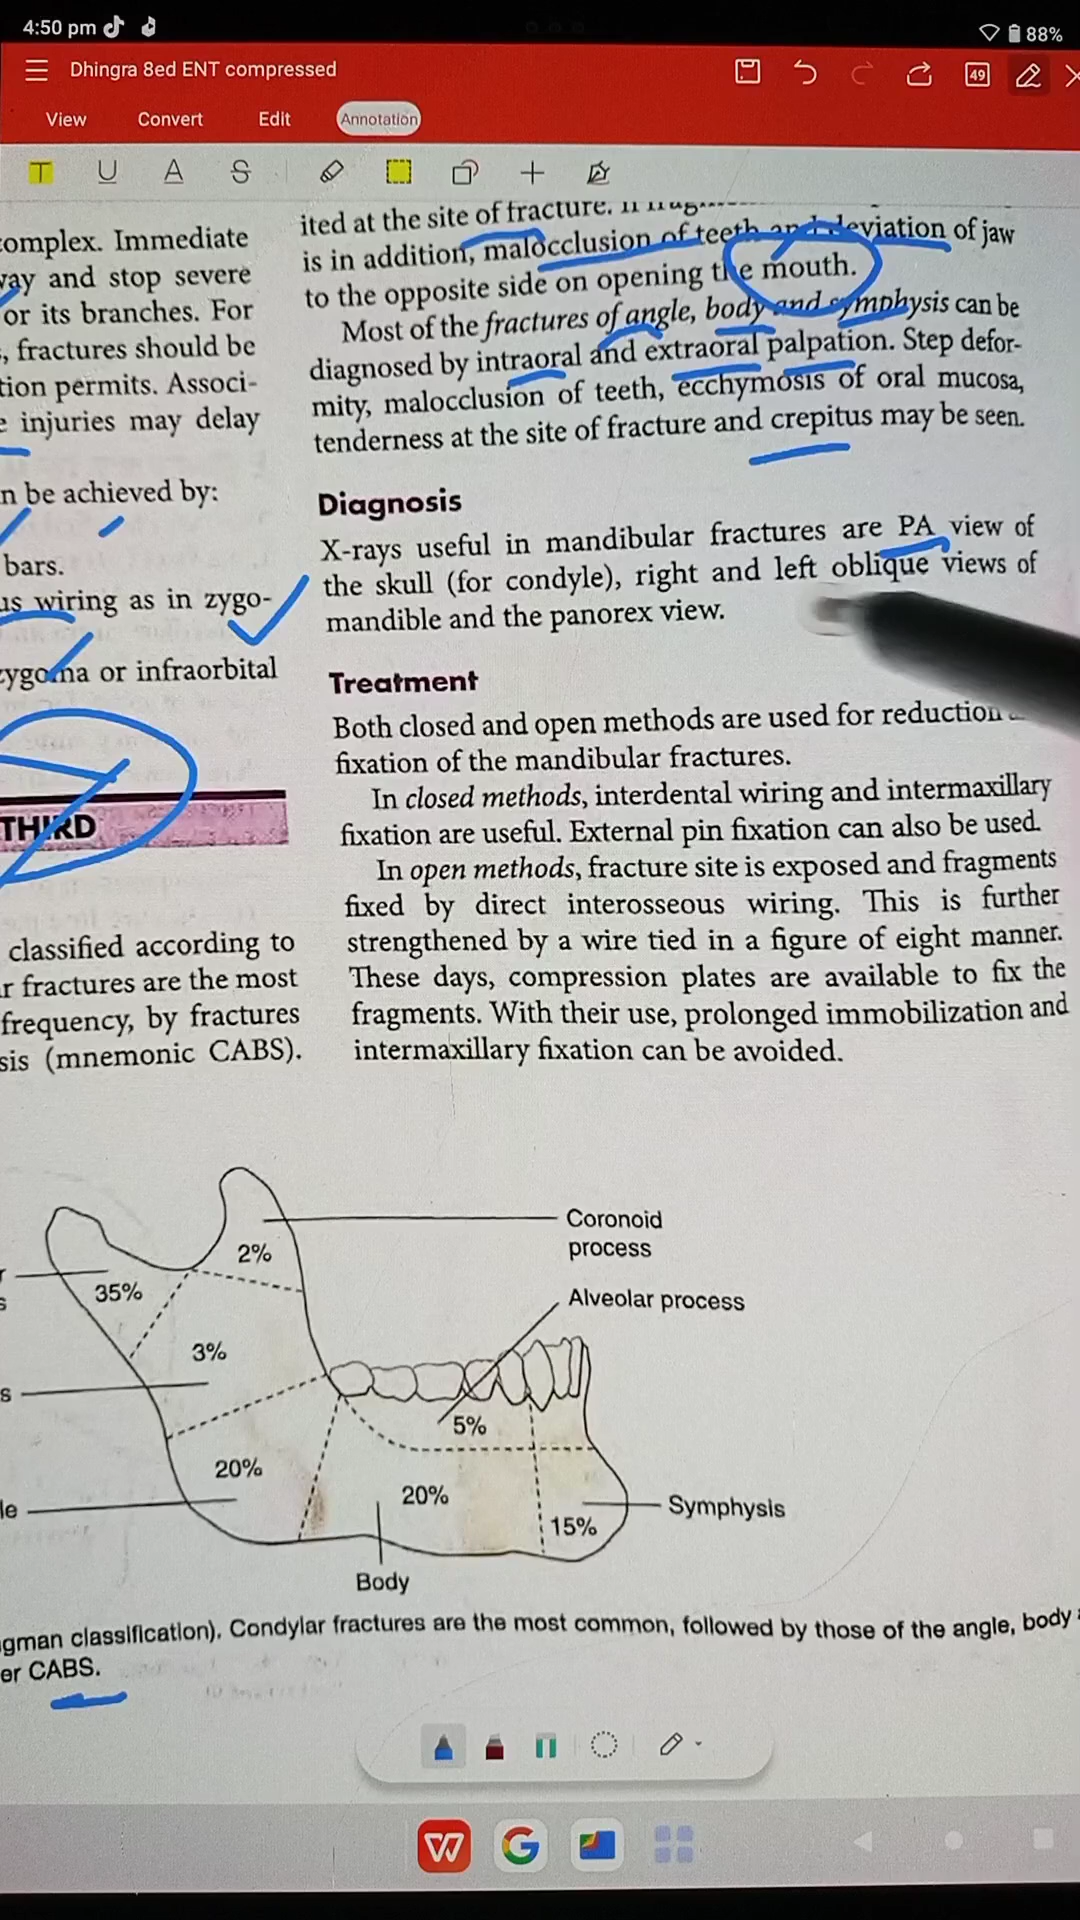 4:50 pm
88%
Dhingra 8ed ENT compressed
49
View Convert Edit Annotation
T U A S
complex. Immediate
way and stop severe
or its branches. For
, fractures should be
tion permits. Associ-
e injuries may delay
n be achieved by:
bars.
us wiring as in zygo-
zygoma or infraorbital
THIRD
classified according to
r fractures are the most
frequency, by fractures
sis (mnemonic CABS).
ited at the site of fracture.
is in addition, malocclusion of teeth and deviation of jaw
to the opposite side on opening the mouth.
Most of the fractures of angle, body and symphysis can be
diagnosed by intraoral and extraoral palpation. Step defor-
mity, malocclusion of teeth, ecchymosis of oral mucosa,
tenderness at the site of fracture and crepitus may be seen.
Diagnosis
X-rays useful in mandibular fractures are PA view of
the skull (for condyle), right and left oblique views of
mandible and the panorex view.
Treatment
Both closed and open methods are used for reduction
fixation of the mandibular fractures.
In closed methods, interdental wiring and intermaxillary
fixation are useful. External pin fixation can also be used.
In open methods, fracture site is exposed and fragments
fixed by direct interosseous wiring. This is further
strengthened by a wire tied in a figure of eight manner.
These days, compression plates are available to fix the
fragments. With their use, prolonged immobilization and
intermaxillary fixation can be avoided.
Coronoid
process
2%
35%
Alveolar process
r
s
3%
s
5%
20%
20%
le
Symphysis
15%
Body
gman classification). Condylar fractures are the most common, followed by those of the angle, body
er CABS.